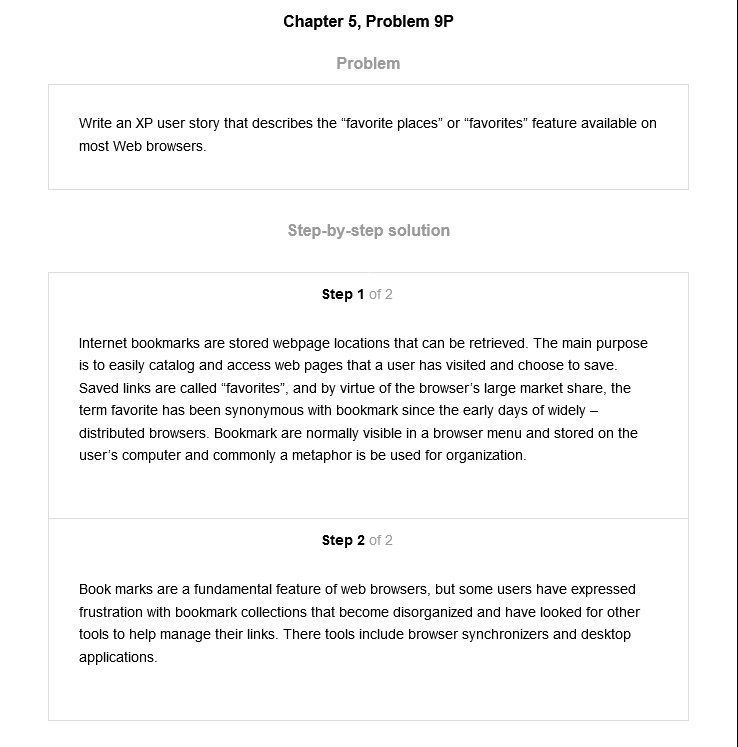 Chapter 5, Problem 9P
Problem
Write an XP user story that describes the “favorite places” or “favorites” feature available on
most Web browsers.
Step-by-step solution
Step 1 of 2
Internet bookmarks are stored webpage locations that can be retrieved. The main purpose
is to easily catalog and access web pages that a user has visited and choose to save.
Saved links are called “favorites”, and by virtue of the browser’s large market share, the
term favorite has been synonymous with bookmark since the early days of widely –
distributed browsers. Bookmark are normally visible in a browser menu and stored on the
user’s computer and commonly a metaphor is be used for organization.
Step 2 of 2
Book marks are a fundamental feature of web browsers, but some users have expressed
frustration with bookmark collections that become disorganized and have looked for other
tools to help manage their links. There tools include browser synchronizers and desktop
applications.